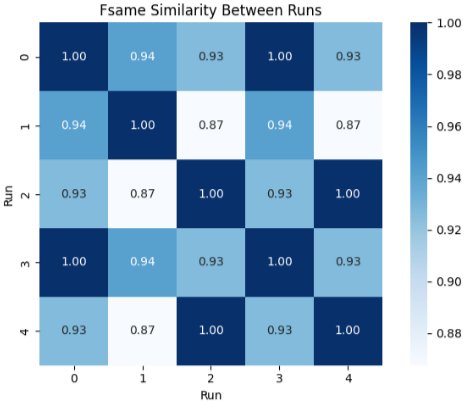 Fsame Similarity Between Runs
0 1.00 0.94 0.93 1.00 0.93
1 0.94 1.00 0.87 0.94 0.87
2 0.93 0.87 1.00 0.93 1.00
3 1.00 0.94 0.93 1.00 0.93
4 0.93 0.87 1.00 0.93 1.00
0 1 2 3 4
Run
Run
1.00
0.98
0.96
0.94
0.92
0.90
0.88